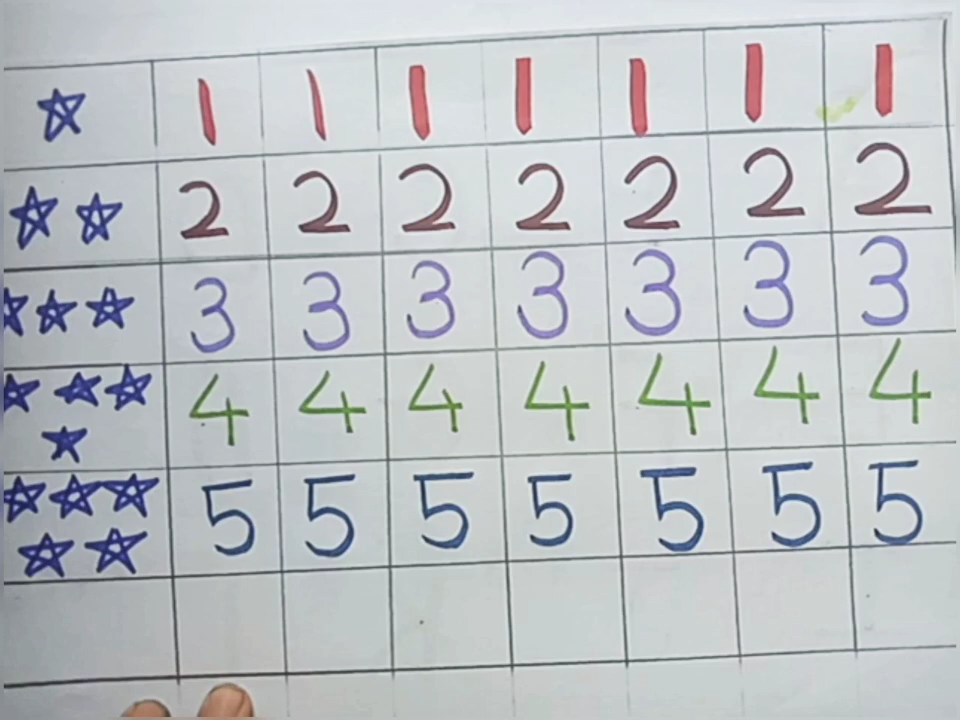 1 1 1 1 1 1 1
2 2 2 2 2 2 2
3 3 3 3 3 3 3
4 4 4 4 4 4 4
5 5 5 5 5 5 5